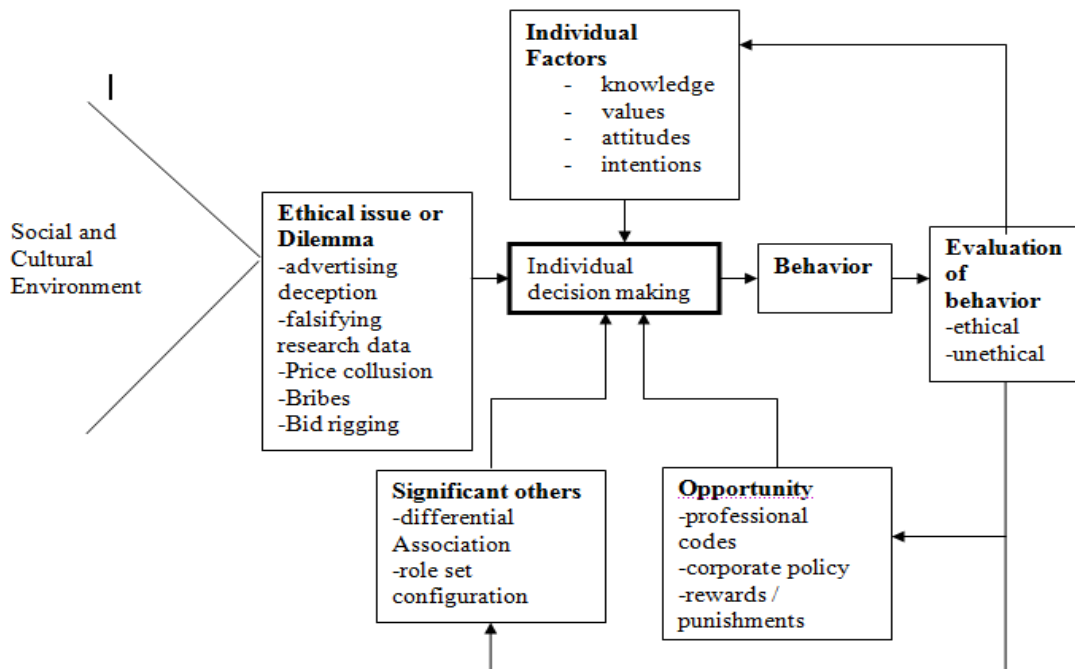 Individual
Factors
- knowledge
- values
- attitudes
- intentions
Social and
Cultural
Environment
Ethical issue or
Dilemma
-advertising
deception
-falsifying
research data
-Price collusion
-Bribes
-Bid rigging
Individual
decision making
Behavior
Evaluation
of
behavior
-ethical
-unethical
Significant others
-differential
Association
-role set
configuration
Opportunity
-professional
codes
-corporate policy
-rewards /
punishments